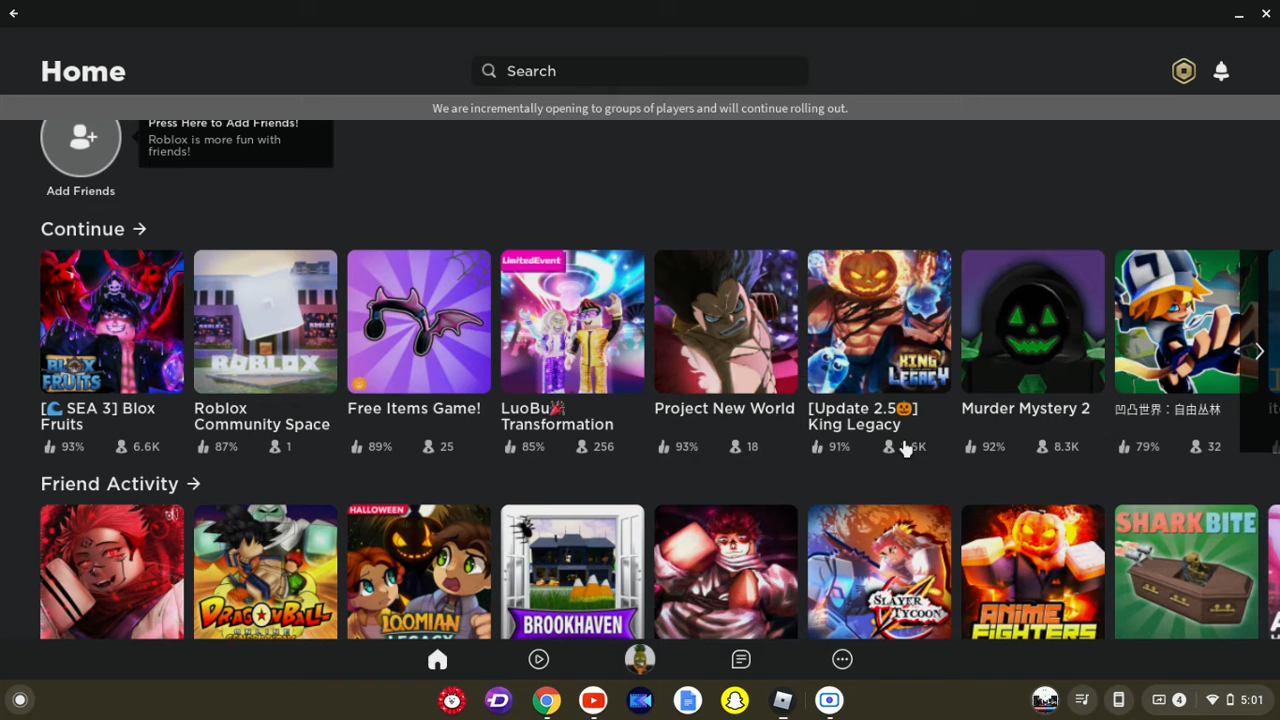 Home
Search
We are incrementally opening to groups of players and will continue rolling out.
Press Here to Add Friends!
Roblox is more fun with
friends!
Add Friends
Continue →
LimitedEvent
BLOX
FRUITS
ROBLOX
KING
LEGACY
[🌊 SEA 3] Blox
Fruits
Roblox
Community Space
Free Items Game!
LuoBu🎉
Transformation
Project New World
[Update 2.5🎃]
King Legacy
Murder Mystery 2
凹凸世界：自由丛林
93%
6.6K
87%
1
89%
25
85%
256
93%
18
91%
92%
8.3K
79%
32
Friend Activity →
HALLOWEEN
DRAGON BALL
LOOMIAN
LEGACY
BROOKHAVEN
SLAYER
TYCOON
ANIME
FIGHTERS
SHARKBITE
4
5:01